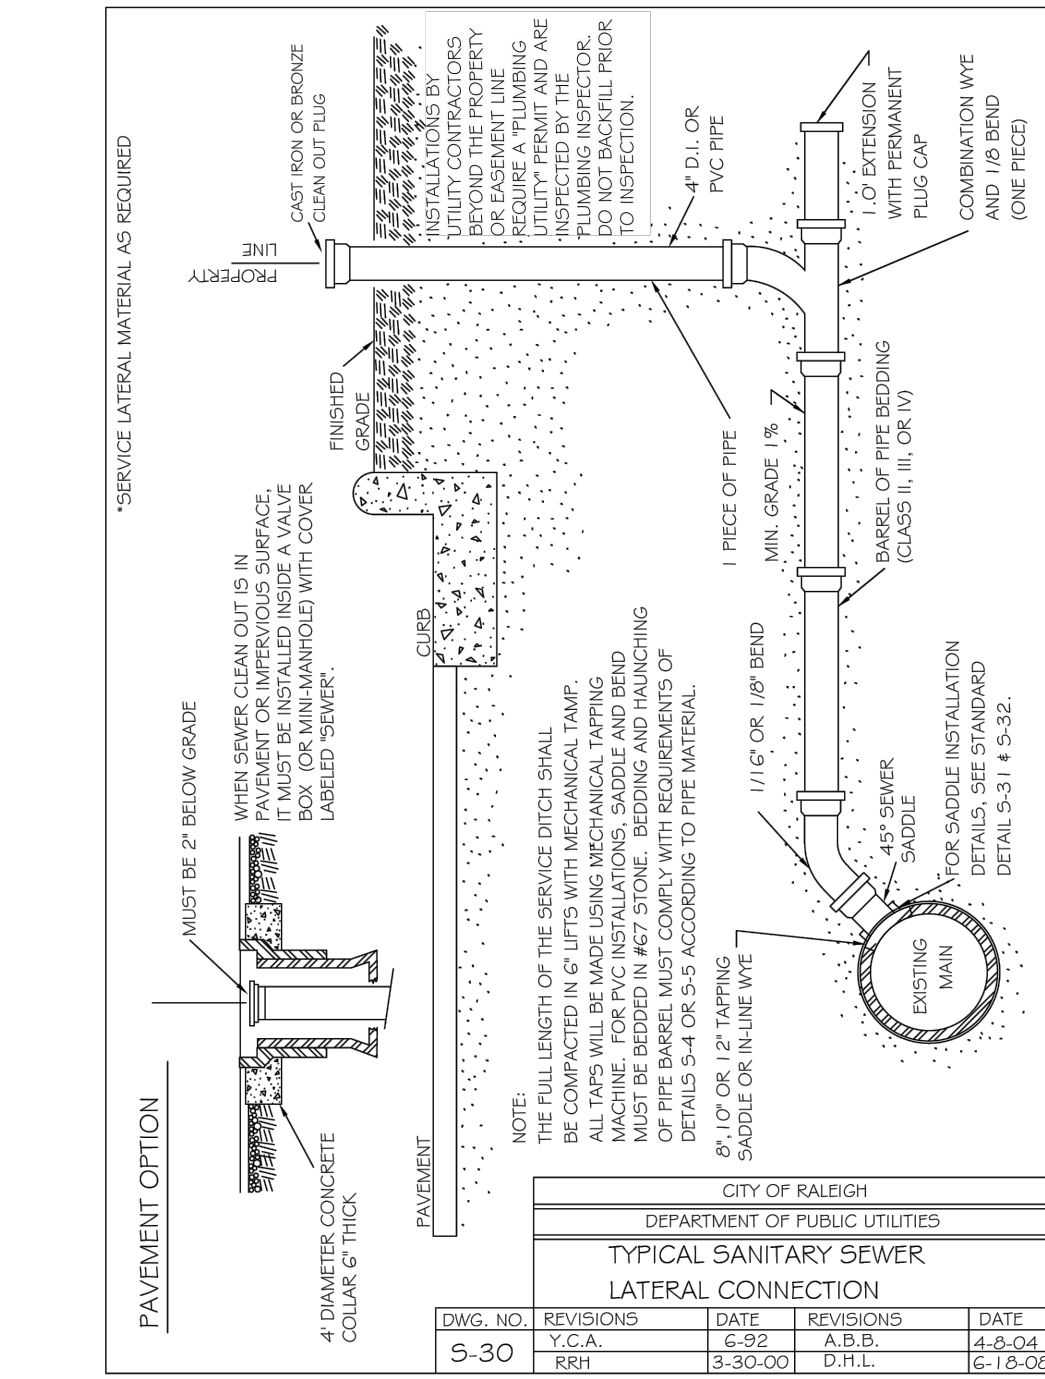 *SERVICE LATERAL MATERIAL AS REQUIRED
PROPERTY
LINE
CAST IRON OR BRONZE
CLEAN OUT PLUG
INSTALLATIONS BY
UTILITY CONTRACTORS
BEYOND THE PROPERTY
OR EASEMENT LINE
REQUIRE A "PLUMBING
UTILITY" PERMIT AND ARE
INSPECTED BY THE
PLUMBING INSPECTOR.
DO NOT BACKFILL PRIOR
TO INSPECTION.
4" D.I. OR
PVC PIPE
1.0' EXTENSION
WITH PERMANENT
PLUG CAP
COMBINATION WYE
AND 1/8 BEND
(ONE PIECE)
FINISHED
GRADE
1 PIECE OF PIPE
MIN. GRADE 1%
BARREL OF PIPE BEDDING
(CLASS II, III, OR IV)
CURB
WHEN SEWER CLEAN OUT IS IN
PAVEMENT OR IMPERVIOUS SURFACE,
IT MUST BE INSTALLED INSIDE A VALVE
BOX (OR MINI-MANHOLE) WITH COVER
LABELED "SEWER".
MUST BE 2" BELOW GRADE
PAVEMENT OPTION
4' DIAMETER CONCRETE
COLLAR 6" THICK
PAVEMENT
NOTE:
THE FULL LENGTH OF THE SERVICE DITCH SHALL
BE COMPACTED IN 6" LIFTS WITH MECHANICAL TAMP.
ALL TAPS WILL BE MADE USING MECHANICAL TAPPING
MACHINE. FOR PVC INSTALLATIONS, SADDLE AND BEND
MUST BE BEDDED IN #67 STONE. BEDDING AND HAUNCHING
OF PIPE BARREL MUST COMPLY WITH REQUIREMENTS OF
DETAILS S-4 OR S-5 ACCORDING TO PIPE MATERIAL.
1/16" OR 1/8" BEND
45° SEWER
SADDLE
FOR SADDLE INSTALLATION
DETAILS, SEE STANDARD
DETAIL S-31 & S-32.
8", 10" OR 12" TAPPING
SADDLE OR IN-LINE WYE
EXISTING
MAIN
CITY OF RALEIGH
DEPARTMENT OF PUBLIC UTILITIES
TYPICAL SANITARY SEWER
LATERAL CONNECTION
DWG. NO. REVISIONS DATE REVISIONS DATE
S-30
Y.C.A. 6-92 A.B.B. 4-8-04
RRH 3-30-00 D.H.L. 6-18-08